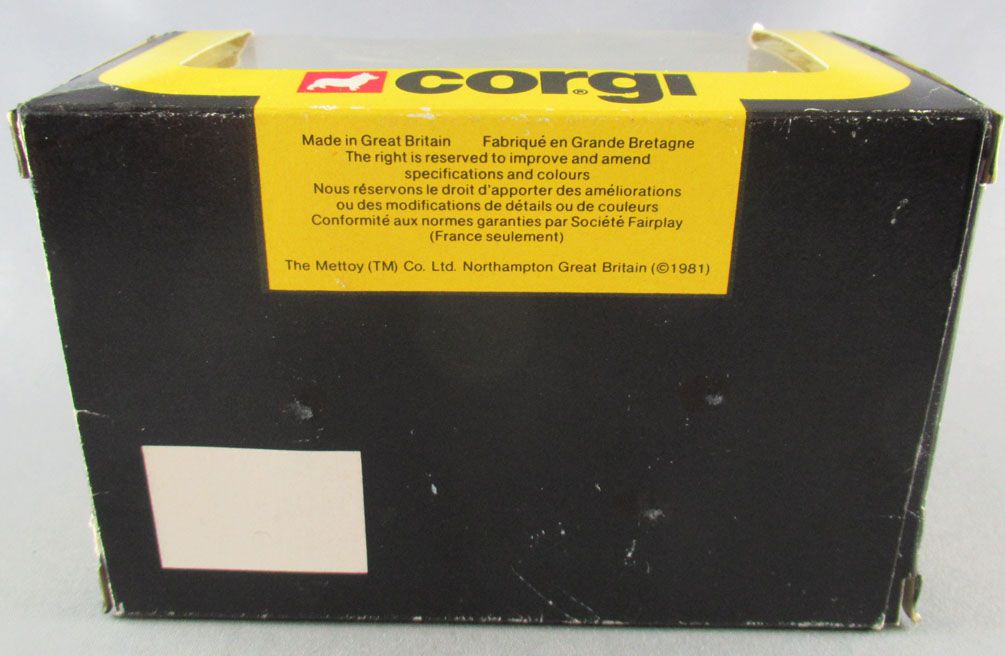 corgi®
Made in Great Britain Fabriqué en Grande Bretagne
The right is reserved to improve and amend
specifications and colours
Nous réservons le droit d'apporter des améliorations
ou des modifications de détails ou de couleurs
Conformité aux normes garanties par Société Fairplay
(France seulement)
The Mettoy (TM) Co. Ltd. Northampton Great Britain (©1981)